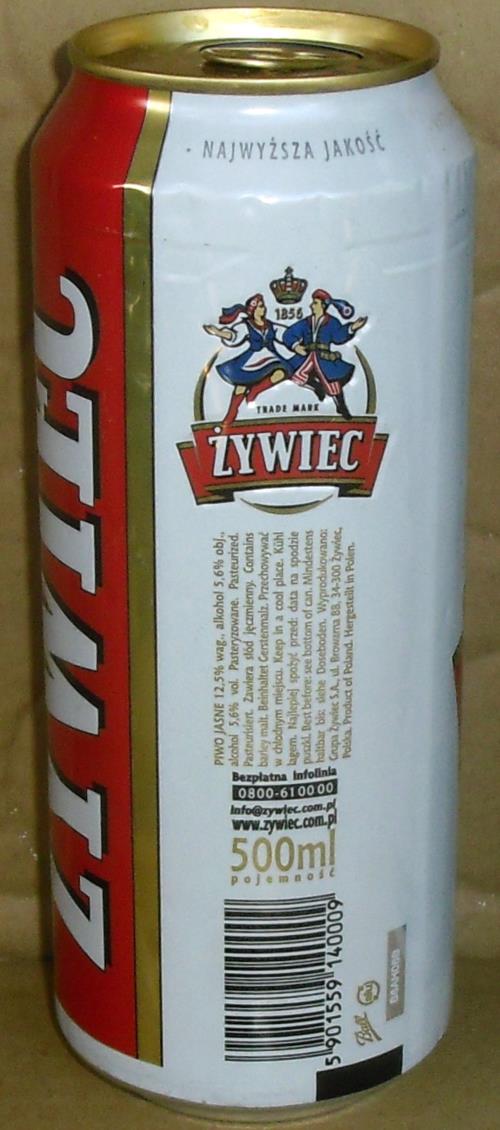 · NAJWYŻSZA JAKOŚĆ
1856
TRADE MARK
ŻYWIEC
ŻYWIEC
PIWO JASNE 12,5% wag., alkohol 5,6% obj.,
alcohol 5,6% vol. Pasteryzowane. Pasteurized.
Pasteurisiert. Zawiera słód jęczmienny. Contains
barley malt. Beinhaltet Gerstenmalz. Przechowywać
w chłodnym miejscu. Keep in a cool place. Kühl
lagern. Najlepiej spożyć przed: data na spodzie
puszki. Best before: see bottom of can. Mindestens
haltbar bis: siehe Doseboden. Wyprodukowano:
Grupa Żywiec S.A., ul. Browarna 88, 34-300 Żywiec,
Polska. Product of Poland. Hergestellt in Polen.
Bezpłatna infolinia
0800-610000
info@zywiec.com.pl
www.zywiec.com.pl
500ml
pojemność
5 901559 140009
Ball
alu